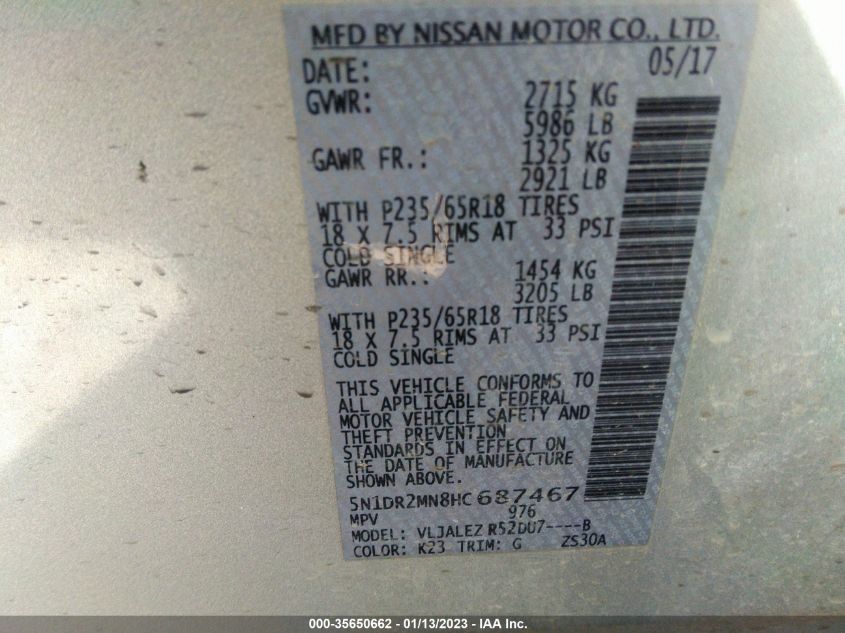 MFD BY NISSAN MOTOR CO., LTD.
DATE: 05/17
GVWR: 2715 KG
5986 LB
GAWR FR.: 1325 KG
2921 LB
WITH P235/65R18 TIRES
18 X 7.5 RIMS AT 33 PSI
COLD SINGLE
GAWR RR.: 1454 KG
3205 LB
WITH P235/65R18 TIRES
18 X 7.5 RIMS AT 33 PSI
COLD SINGLE
THIS VEHICLE CONFORMS TO
ALL APPLICABLE FEDERAL
MOTOR VEHICLE SAFETY AND
THEFT PREVENTION
STANDARDS IN EFFECT ON
THE DATE OF MANUFACTURE
SHOWN ABOVE.
5N1DR2MN8HC687467
MPV 976
MODEL: VLJALEZ R52DU7----B
COLOR: K23 TRIM: G ZS30A
000-35650662 - 01/13/2023 - IAA Inc.